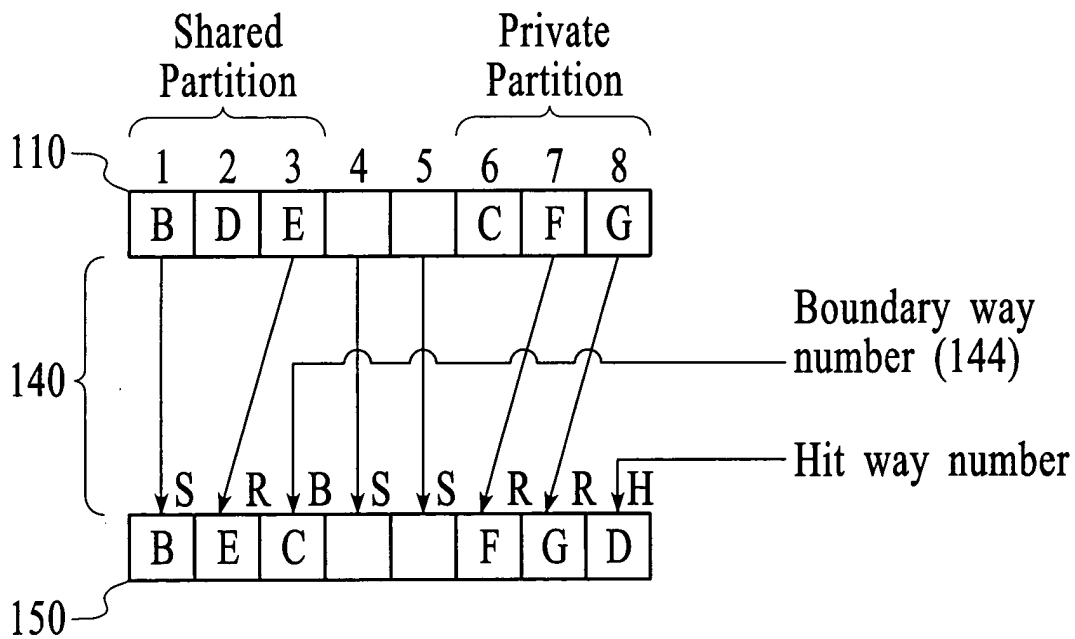 Shared
Partition
Private
Partition
110
1 2 3 4 5 6 7 8
B D E C F G
140
Boundary way
number (144)
Hit way number
S R B S S R R H
B E C F G D
150